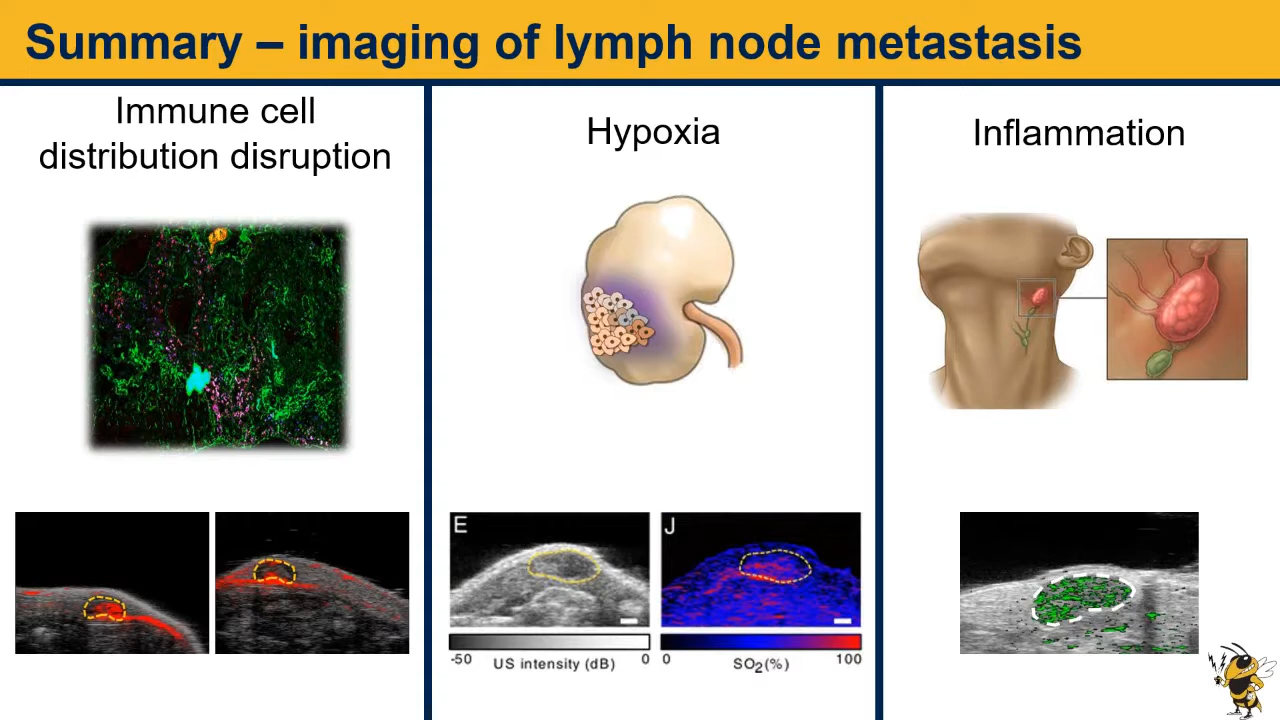 Summary – imaging of lymph node metastasis
Immune cell
distribution disruption
Hypoxia
E
J
-50
US intensity (dB)
0
0
SO2(%)
100
Inflammation